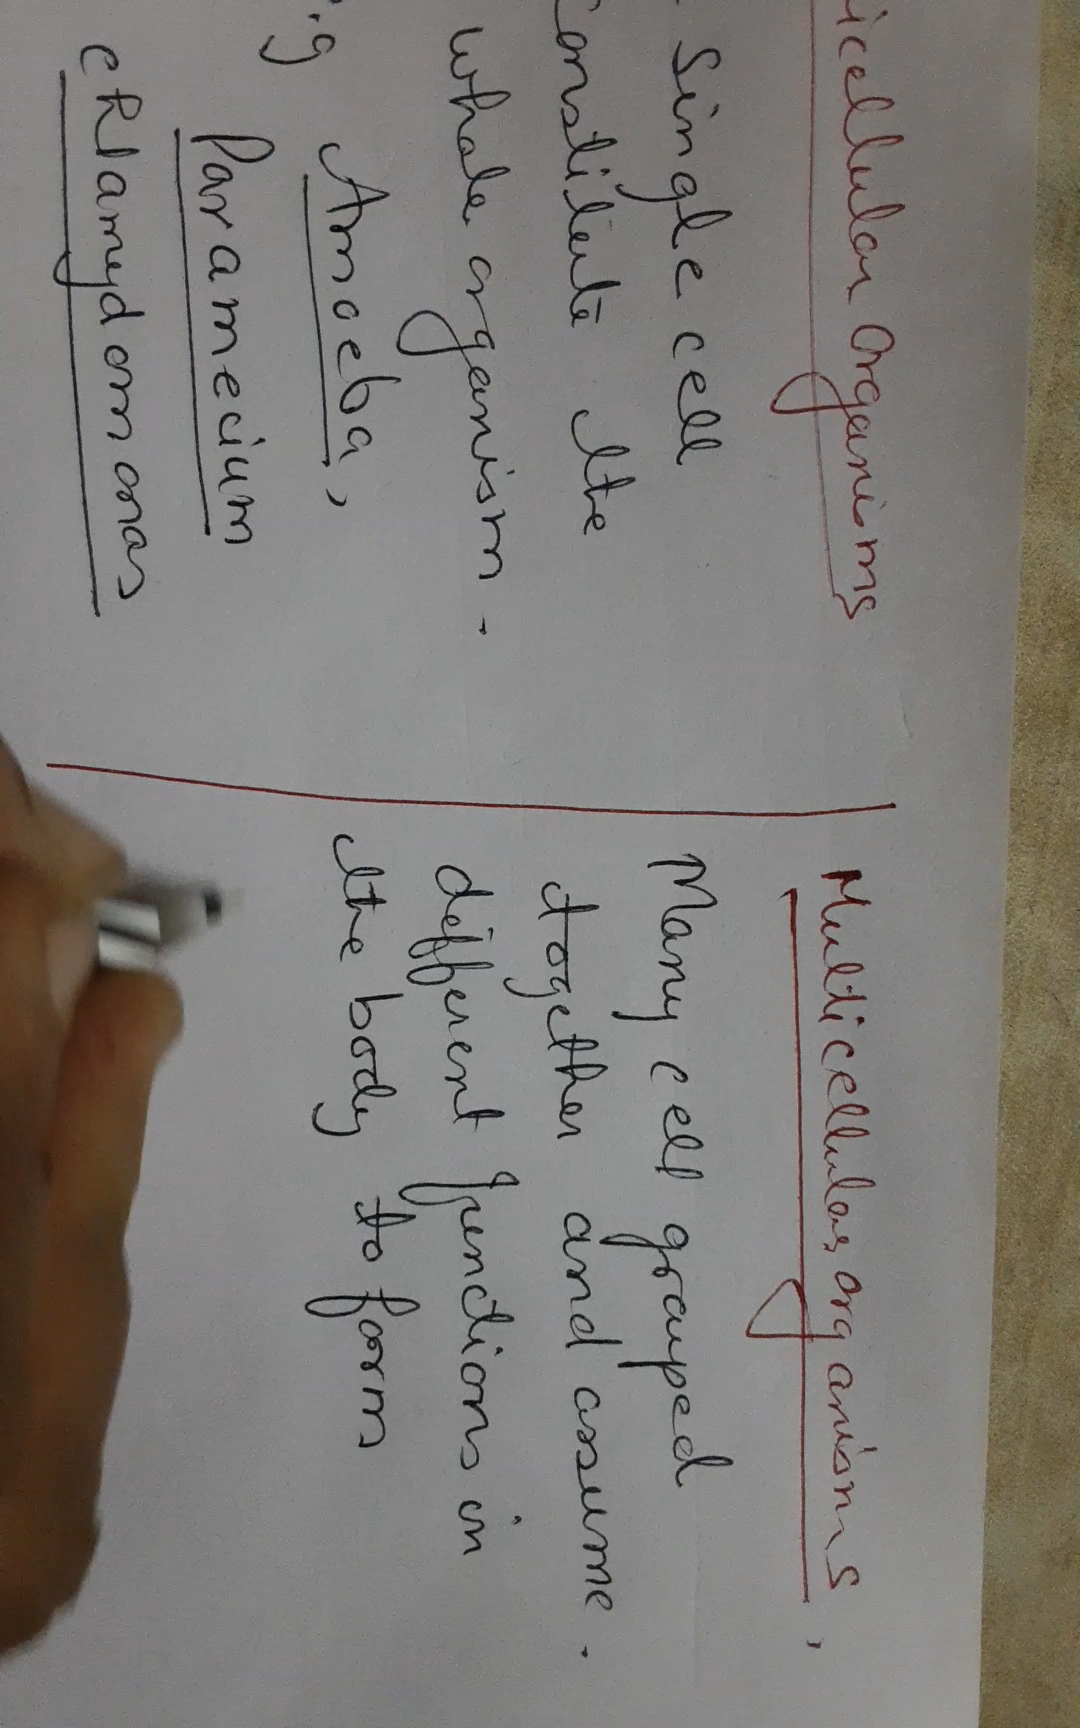 icellular organisms
Single cell
Constitute the
whole organism.
.g Amoeba,
Paramecium
chlamydomonas
Multicellular organisms,
Many cell grouped
together and assume.
different functions in
the body to form